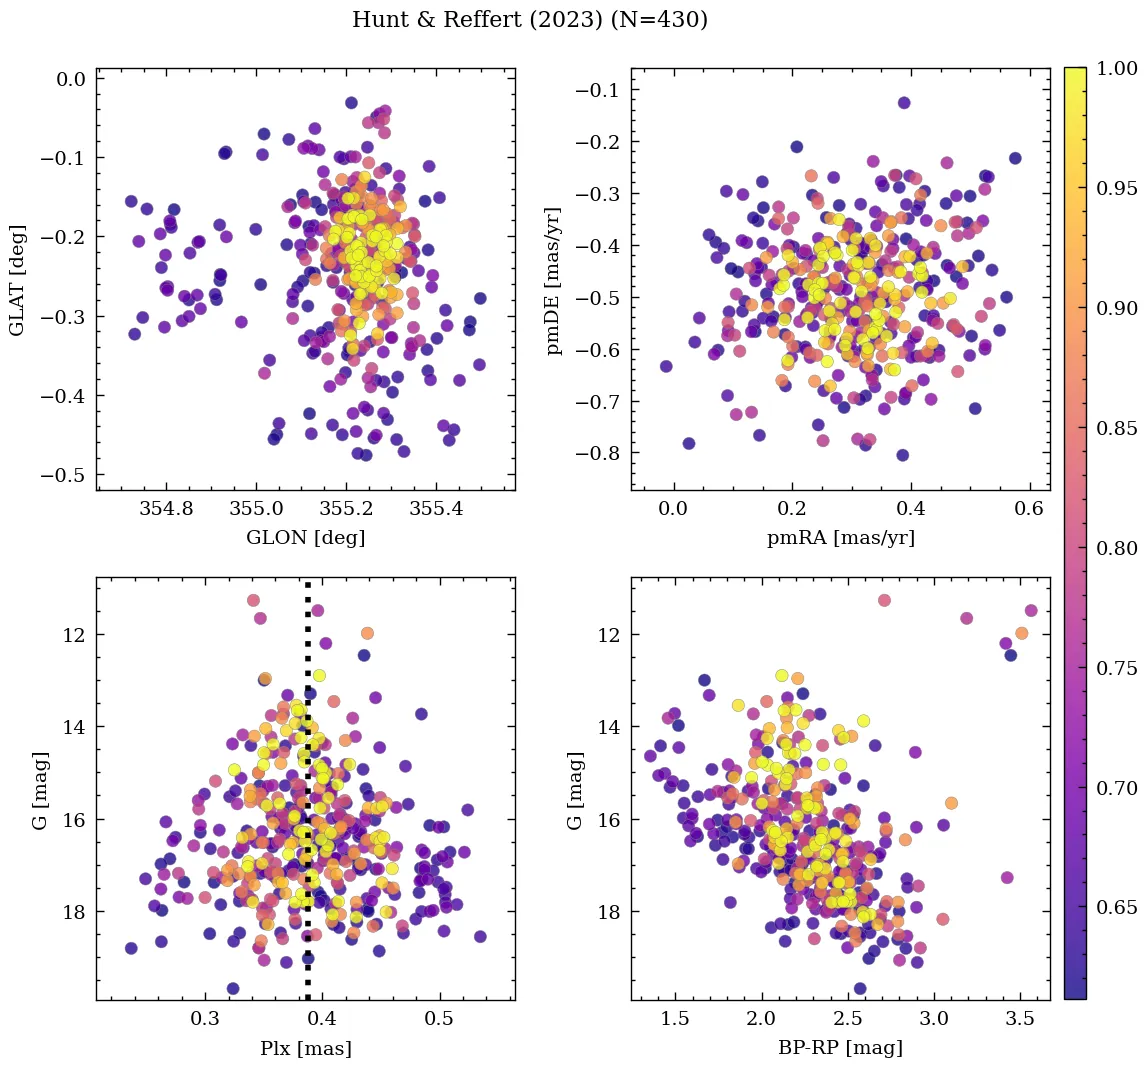 Hunt & Reffert (2023) (N=430)
0.0
−0.1
−0.2
−0.3
−0.4
−0.5
GLAT [deg]
354.8 355.0 355.2 355.4
GLON [deg]
−0.1
−0.2
−0.3
−0.4
−0.5
−0.6
−0.7
−0.8
pmDE [mas/yr]
0.0 0.2 0.4 0.6
pmRA [mas/yr]
12
14
16
18
G [mag]
0.3 0.4 0.5
Plx [mas]
12
14
16
18
G [mag]
1.5 2.0 2.5 3.0 3.5
BP-RP [mag]
1.00
0.95
0.90
0.85
0.80
0.75
0.70
0.65